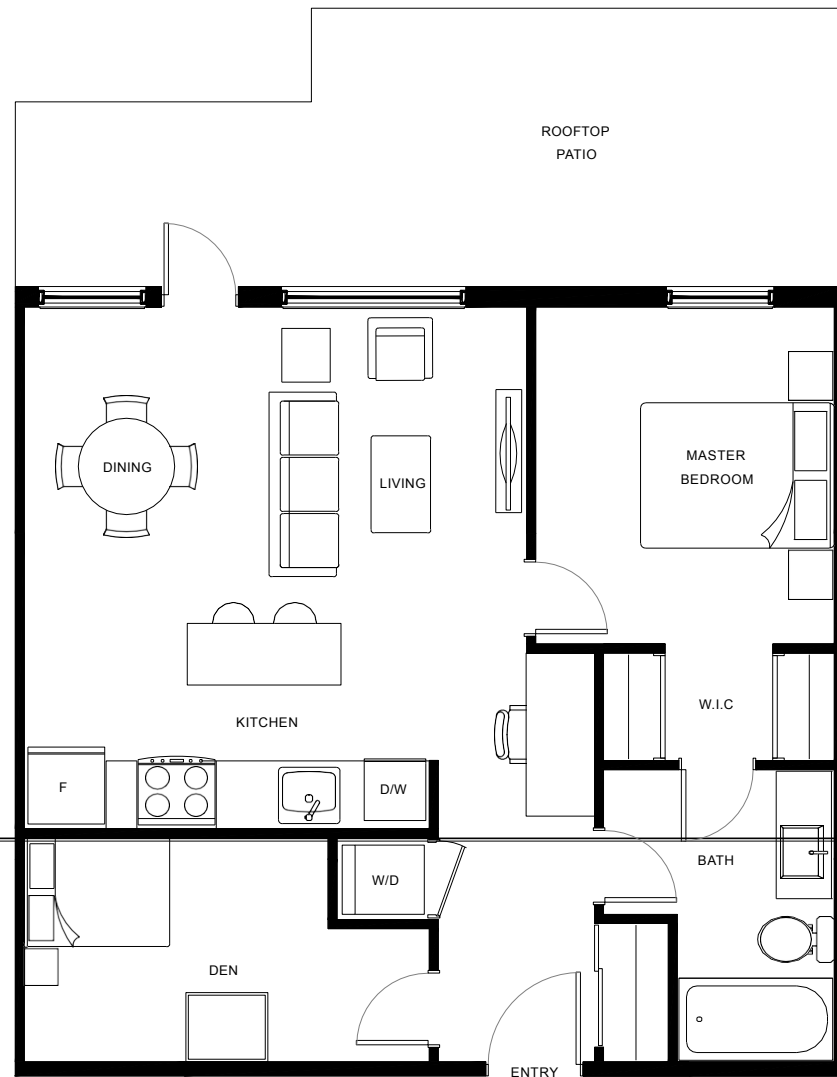 ROOFTOP
PATIO
DINING
LIVING
MASTER
BEDROOM
KITCHEN
W.I.C
F
D/W
BATH
W/D
DEN
ENTRY